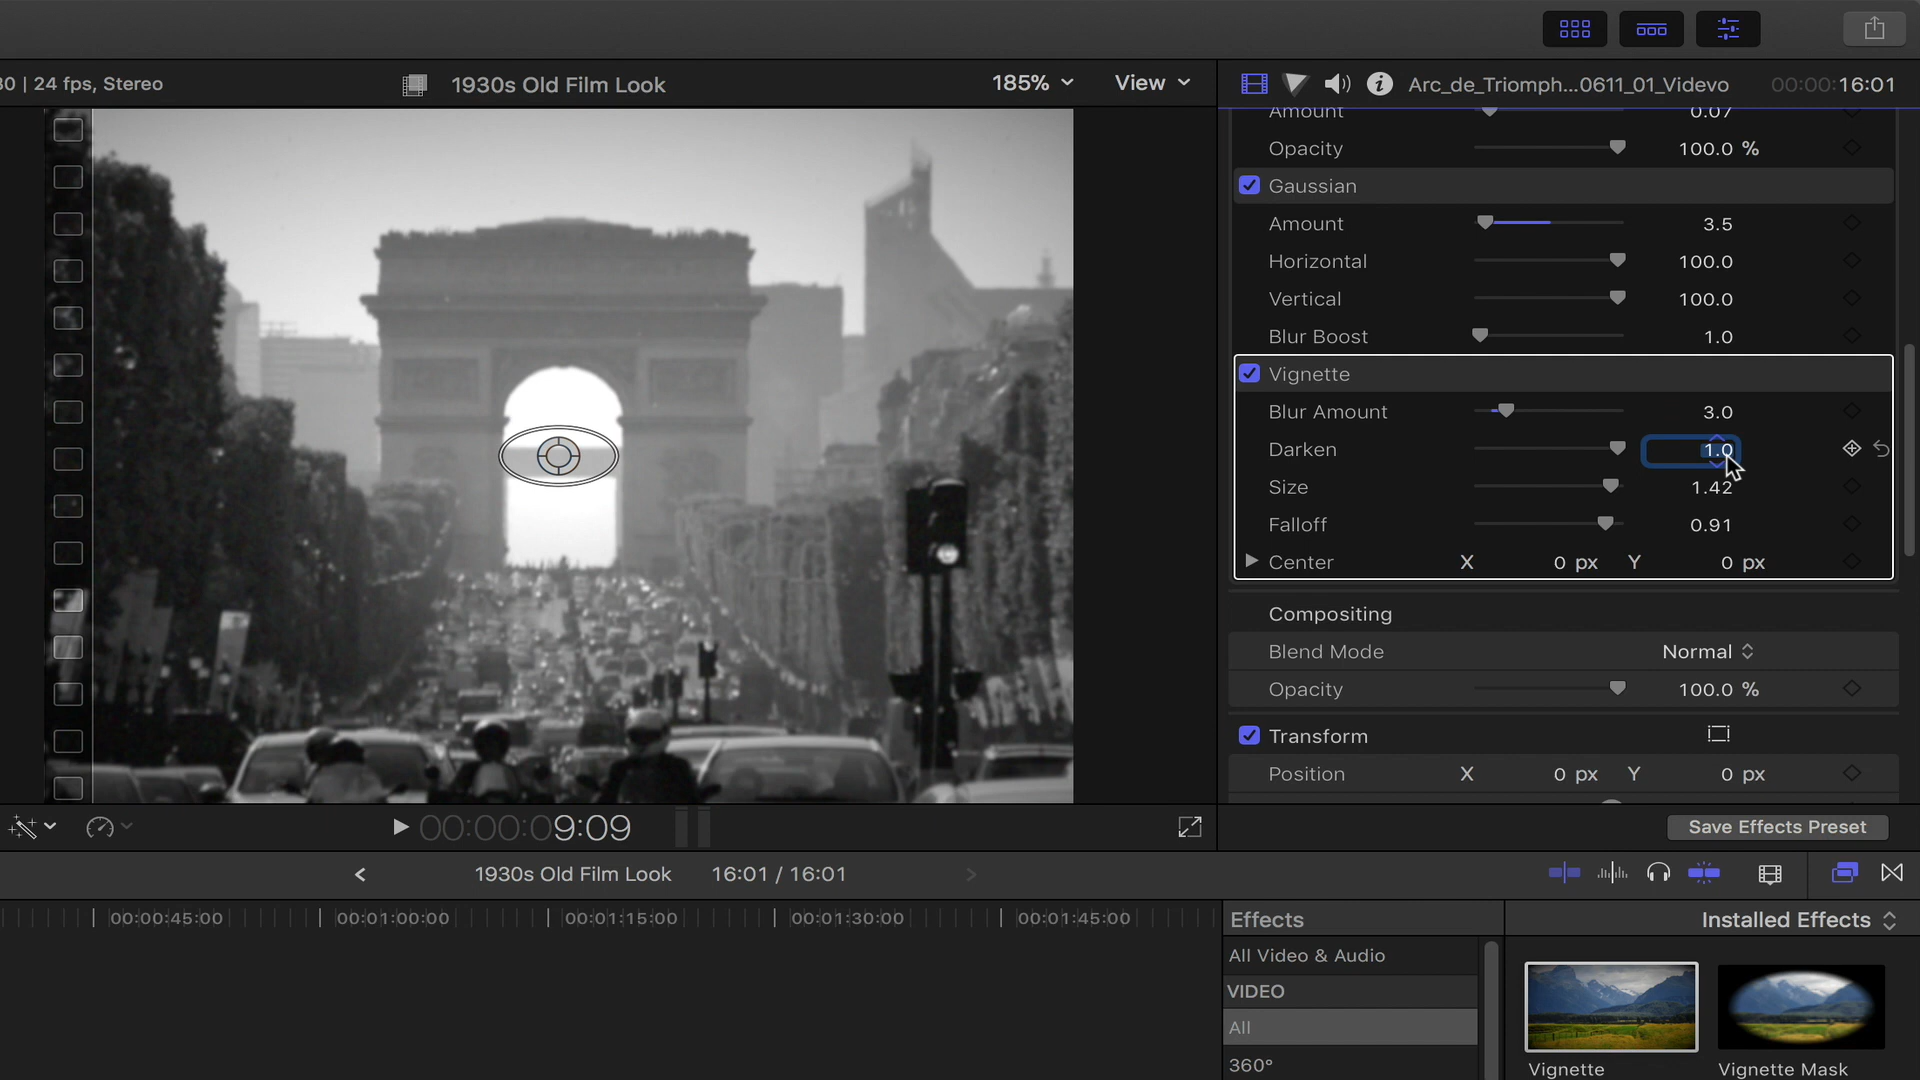 30 | 24 fps, Stereo
1930s Old Film Look
185%
View
Arc_de_Triomph...0611_01_Videvo
00:00:16:01
Amount 0.07
Opacity 100.0 %
Gaussian
Amount 3.5
Horizontal 100.0
Vertical 100.0
Blur Boost 1.0
Vignette
Blur Amount 3.0
Darken 1.0
Size 1.42
Falloff 0.91
Center X 0 px Y 0 px
Compositing
Blend Mode Normal
Opacity 100.0 %
Transform
Position X 0 px Y 0 px
00:00:09:09
Save Effects Preset
1930s Old Film Look 16:01 / 16:01
00:00:45:00 00:01:00:00 00:01:15:00 00:01:30:00 00:01:45:00
Effects
Installed Effects
All Video & Audio
VIDEO
All
360°
Vignette
Vignette Mask